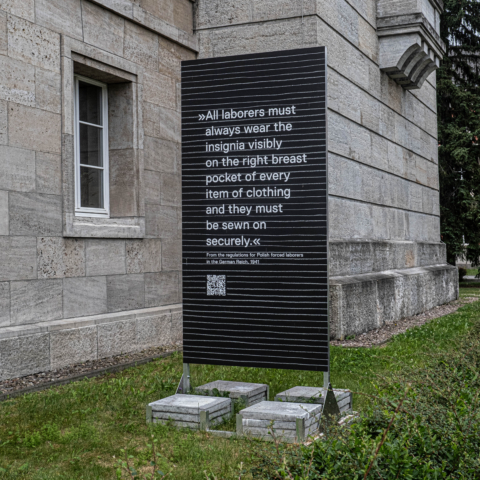 »All laborers must
always wear the
insignia visibly
on the right breast
pocket of every
item of clothing
and they must
be sewn on
securely.«
From the regulations for Polish forced laborers
in the German Reich, 1941